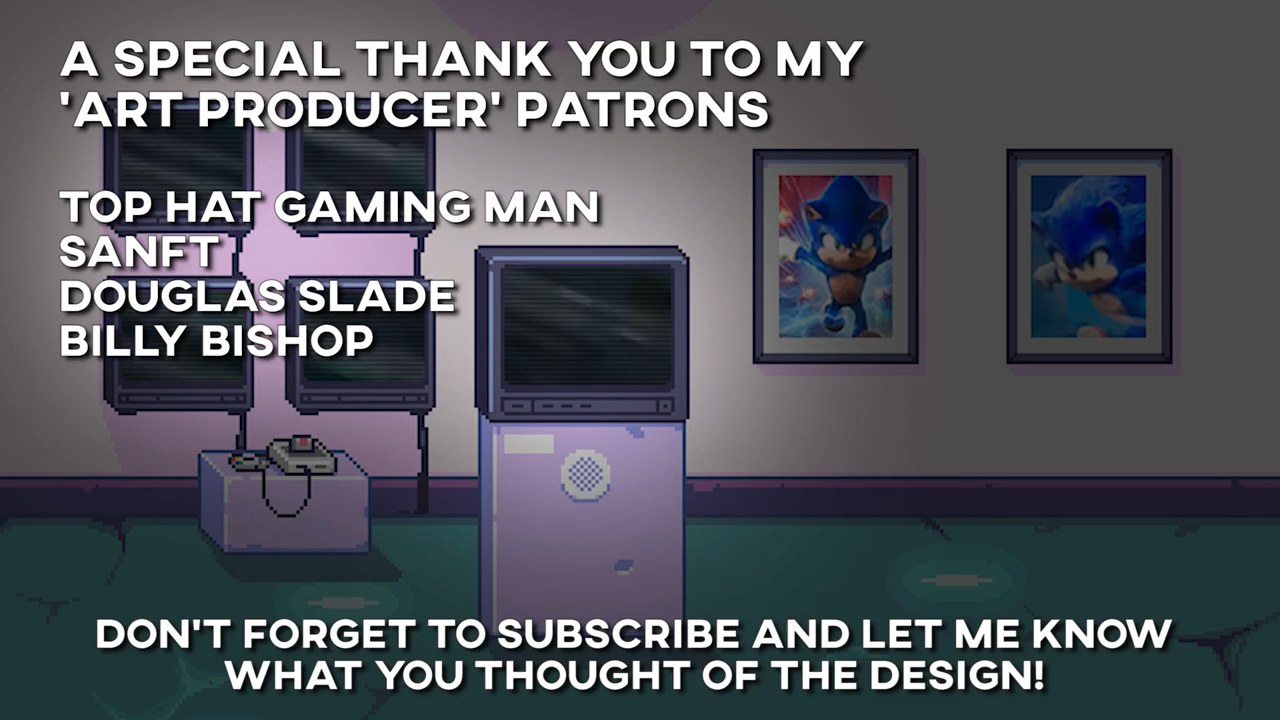 A SPECIAL THANK YOU TO MY
'ART PRODUCER' PATRONS
TOP HAT GAMING MAN
SANFT
DOUGLAS SLADE
BILLY BISHOP
DON'T FORGET TO SUBSCRIBE AND LET ME KNOW
WHAT YOU THOUGHT OF THE DESIGN!